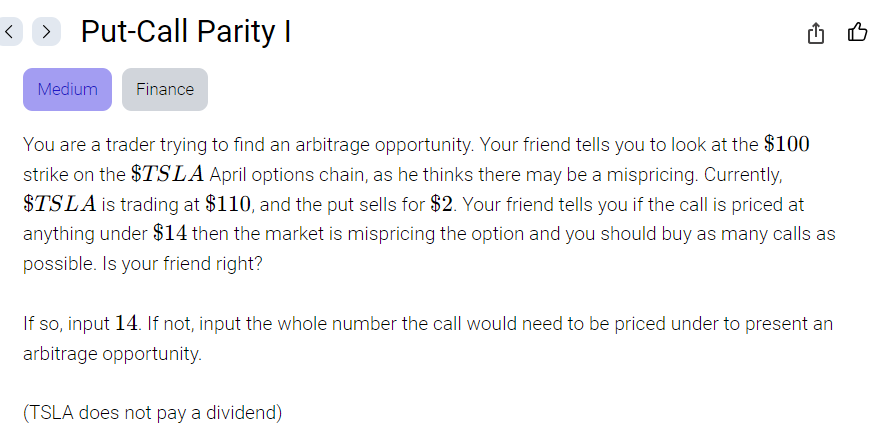 Put-Call Parity I
Medium Finance
You are a trader trying to find an arbitrage opportunity. Your friend tells you to look at the $100
strike on the $TSLA April options chain, as he thinks there may be a mispricing. Currently,
$TSLA is trading at $110, and the put sells for $2. Your friend tells you if the call is priced at
anything under $14 then the market is mispricing the option and you should buy as many calls as
possible. Is your friend right?
If so, input 14. If not, input the whole number the call would need to be priced under to present an
arbitrage opportunity.
(TSLA does not pay a dividend)